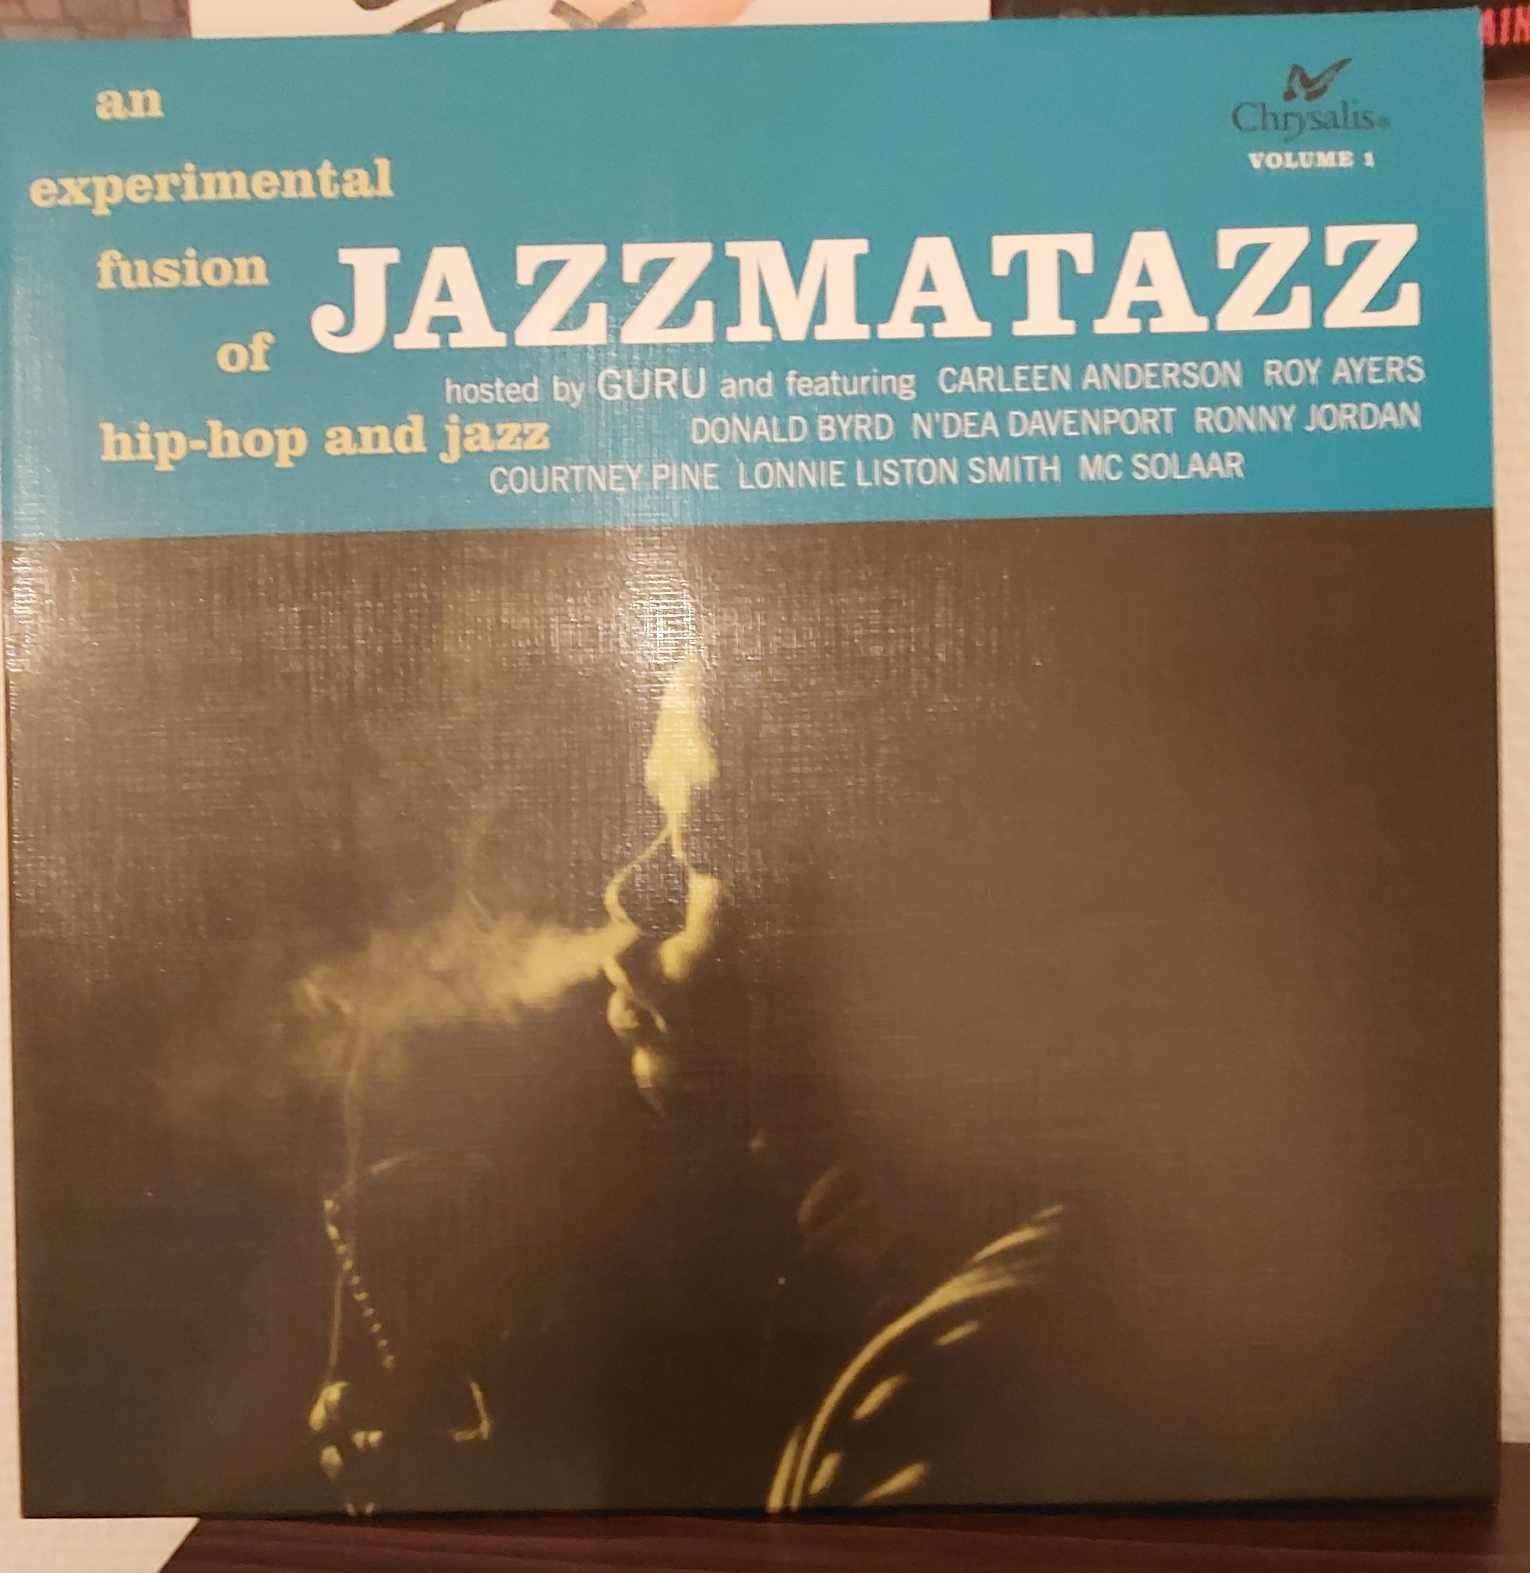 an
experimental
fusion
of
hip-hop and jazz
Chrysalis
VOLUME 1
JAZZMATAZZ
hosted by GURU and featuring CARLEEN ANDERSON ROY AYERS
DONALD BYRD N'DEA DAVENPORT RONNY JORDAN
COURTNEY PINE LONNIE LISTON SMITH MC SOLAAR